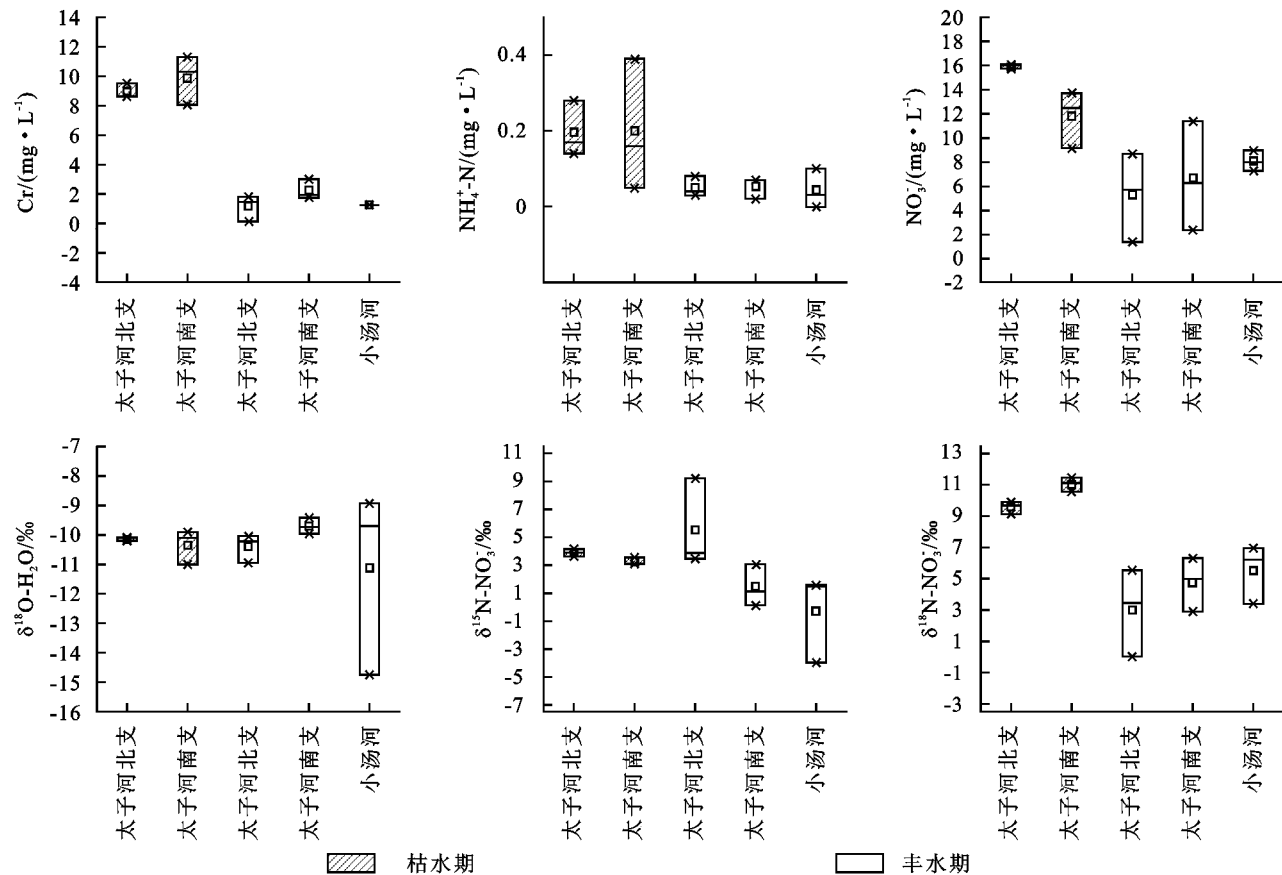 Cr/(mg·L⁻¹)
14
12
10
8
6
4
2
0
-2
-4
太子河北支
太子河南支
太子河北支
太子河南支
小汤河
NH₄⁺-N/(mg·L⁻¹)
0.4
0.2
0
太子河北支
太子河南支
太子河北支
太子河南支
小汤河
NO₃⁻/(mg·L⁻¹)
20
18
16
14
12
10
8
6
4
2
0
-2
太子河北支
太子河南支
太子河北支
太子河南支
小汤河
δ¹⁸O-H₂O/‰
-7
-8
-9
-10
-11
-12
-13
-14
-15
-16
太子河北支
太子河南支
太子河北支
太子河南支
小汤河
δ¹⁵N-NO₃⁻/‰
11
9
7
5
3
1
-1
-3
-5
-7
太子河北支
太子河南支
太子河北支
太子河南支
小汤河
δ¹⁸N-NO₃⁻/‰
13
11
9
7
5
3
1
-1
-3
太子河北支
太子河南支
太子河北支
太子河南支
小汤河
枯水期
丰水期